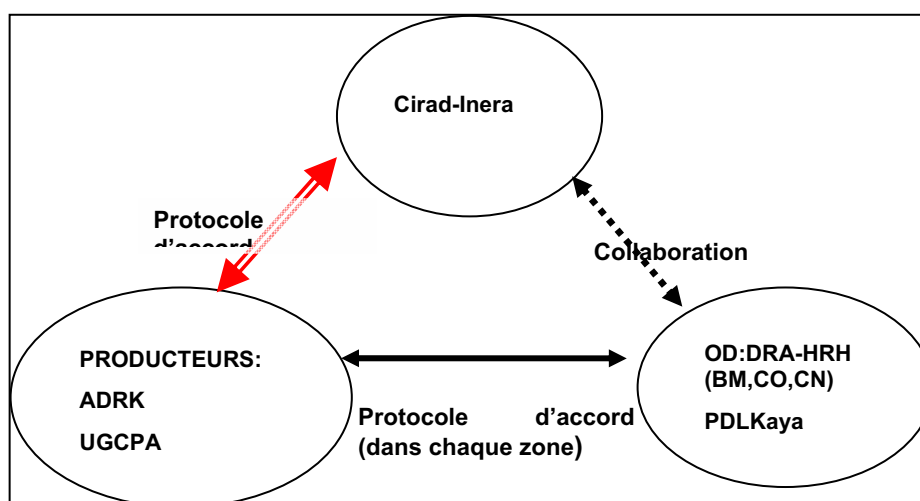 Cirad-Inera
Protocole
d'accord
Collaboration
PRODUCTEURS:
ADRK
UGCPA
OD:DRA-HRH
(BM,CO,CN)
PDLKaya
Protocole d'accord
(dans chaque zone)